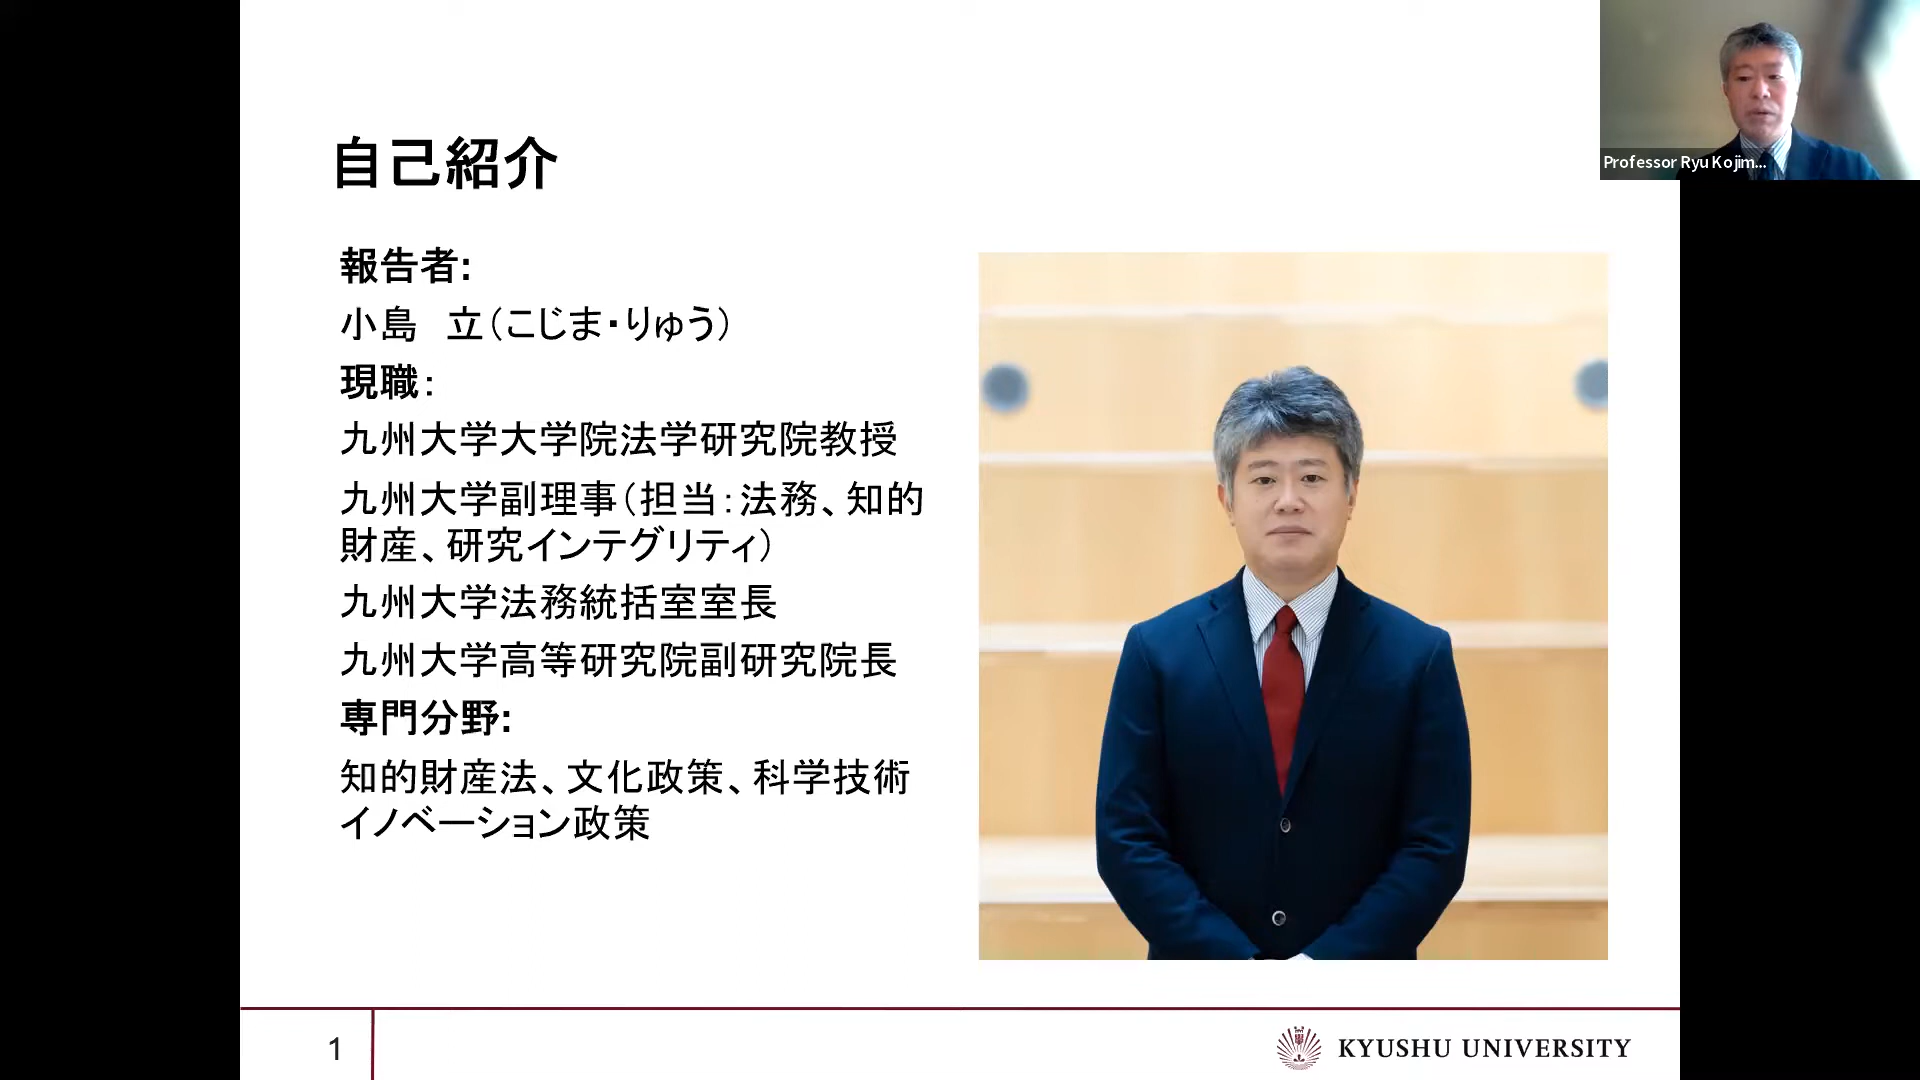 自己紹介
報告者:
小島　立（こじま・りゅう）
現職：
九州大学大学院法学研究院教授
九州大学副理事（担当：法務、知的
財産、研究インテグリティ）
九州大学法務統括室室長
九州大学高等研究院副研究院長
専門分野:
知的財産法、文化政策、科学技術
イノベーション政策
Professor Ryu Kojim...
1
KYUSHU UNIVERSITY